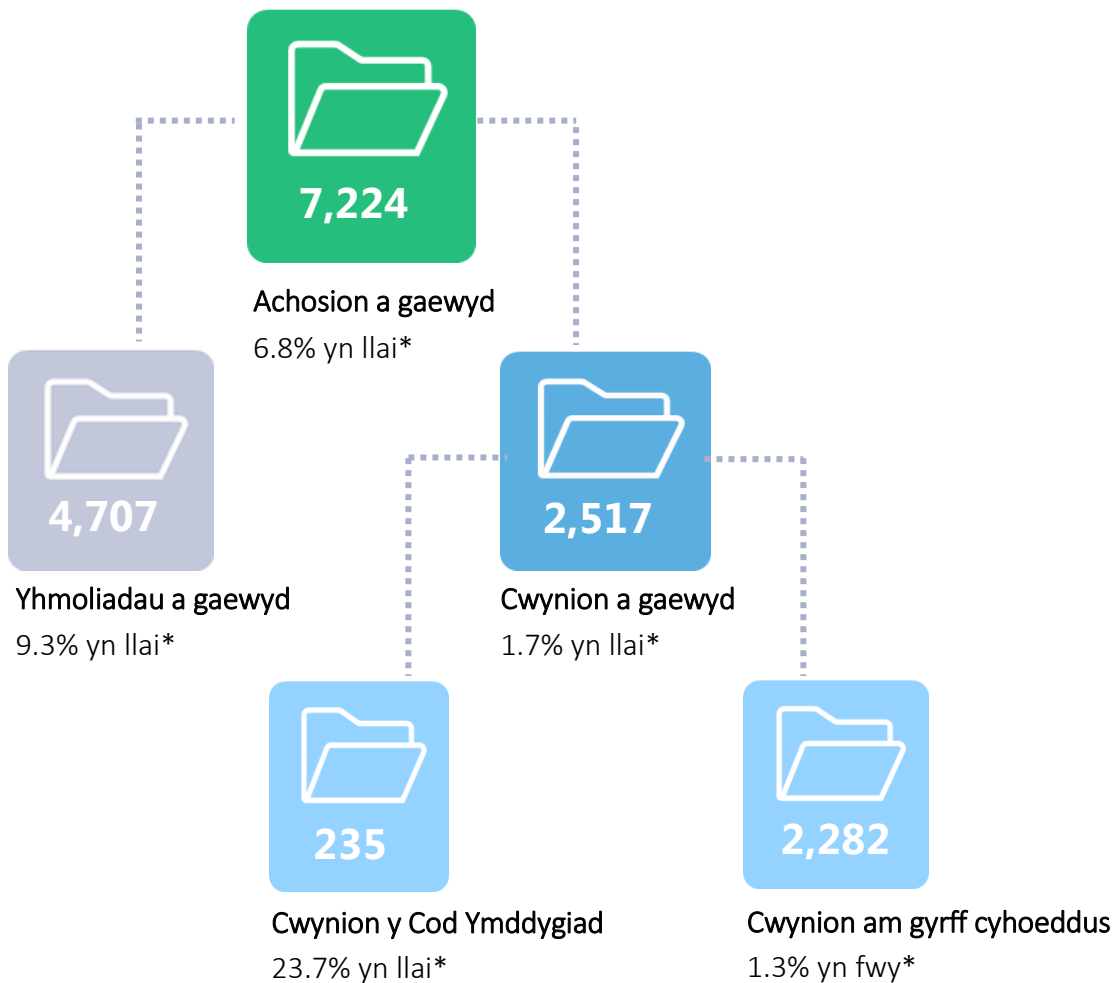 7,224
Achosion a gaewyd
6.8% yn llai*
4,707
Yhmoliadau a gaewyd
9.3% yn llai*
2,517
Cwynion a gaewyd
1.7% yn llai*
235
Cwynion y Cod Ymddygiad
23.7% yn llai*
2,282
Cwynion am gyrff cyhoeddus
1.3% yn fwy*